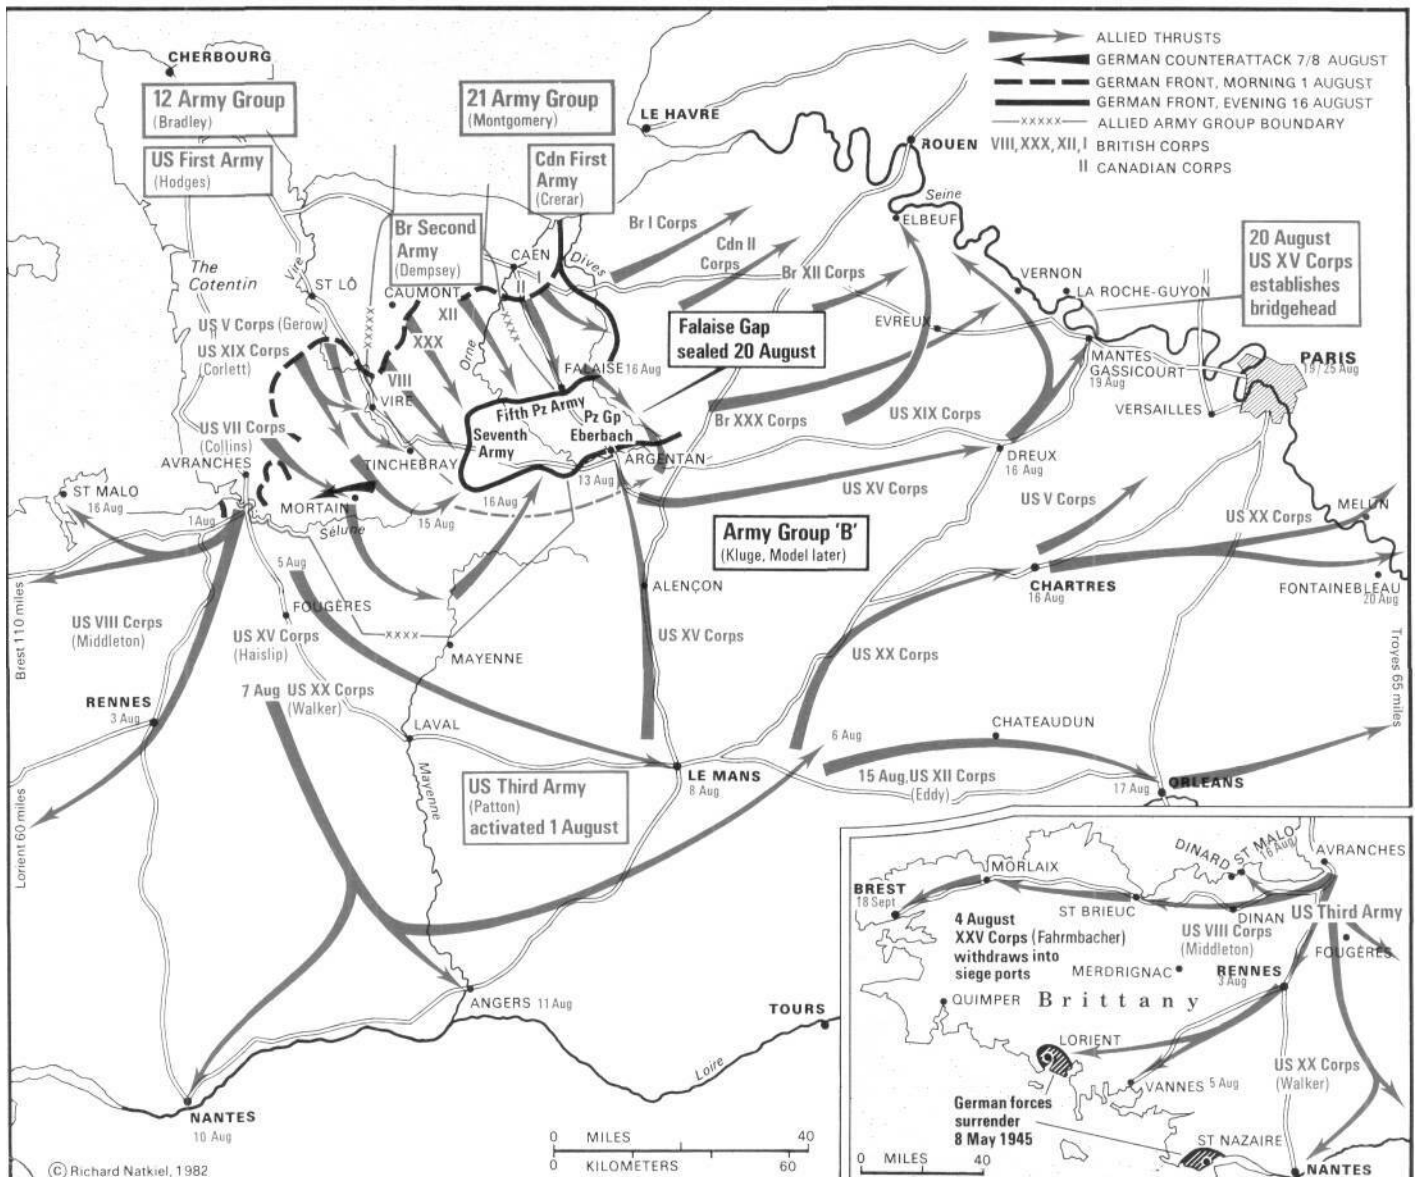 CHERBOURG
12 Army Group
(Bradley)
US First Army
(Hodges)
21 Army Group
(Montgomery)
Cdn First
Army
(Crerar)
Br Second
Army
(Dempsey)
LE HAVRE
ROUEN
ALLIED THRUSTS
GERMAN COUNTERATTACK 7/8 AUGUST
GERMAN FRONT, MORNING 1 AUGUST
GERMAN FRONT, EVENING 16 AUGUST
xxxxx
ALLIED ARMY GROUP BOUNDARY
VIII, XXX, XII, I BRITISH CORPS
II CANADIAN CORPS
Seine
ELBEUF
20 August
US XV Corps
establishes
bridgehead
The
Cotentin
Vire
ST LÔ
CAUMONT
CAEN
Dives
I
II
Br I Corps
Cdn II
Corps
Br XII Corps
VERNON
LA ROCHE-GUYON
EVREUX
MANTES
GASSICOURT
19 Aug
PARIS
19/25 Aug
VERSAILLES
US V Corps (Gerow)
US XIX Corps
(Corlett)
xxxxx
XII
XXX
VIII
Orne
xxxx
Falaise Gap
sealed 20 August
FALAISE 16 Aug
VIRE
Fifth Pz Army
Seventh
Army
Pz Gp
Eberbach
Br XXX Corps
US XIX Corps
US VII Corps
(Collins)
AVRANCHES
TINCHEBRAY
ARGENTAN
13 Aug
DREUX
16 Aug
ST MALO
16 Aug
1 Aug
MORTAIN
Sélune
15 Aug
16 Aug
US XV Corps
US V Corps
US XX Corps
MELUN
Army Group 'B'
(Kluge, Model later)
CHARTRES
16 Aug
FONTAINEBLEAU
20 Aug
5 Aug
FOUGÈRES
ALENÇON
Brest 110 miles
US VIII Corps
(Middleton)
US XV Corps
(Haislip)
xxxx
MAYENNE
US XV Corps
US XX Corps
Troyes 65 miles
RENNES
3 Aug
7 Aug US XX Corps
(Walker)
LAVAL
CHATEAUDUN
6 Aug
Mayenne
LE MANS
8 Aug
15 Aug, US XII Corps
(Eddy)
17 Aug
ORLEANS
US Third Army
(Patton)
activated 1 August
Lorient 60 miles
ANGERS 11 Aug
TOURS
Loire
NANTES
10 Aug
0 MILES 40
0 KILOMETERS 60
© Richard Natkiel, 1982
BREST
18 Sept
MORLAIX
ST BRIEUC
DINARD
ST MALO
16 Aug
AVRANCHES
DINAN
US Third Army
US VIII Corps
(Middleton)
FOUGÈRES
4 August
XXV Corps (Fahrmbacher)
withdraws into
siege ports
MERDRIGNAC
RENNES
3 Aug
QUIMPER
Brittany
LORIENT
VANNES 5 Aug
US XX Corps
(Walker)
German forces
surrender
8 May 1945
ST NAZAIRE
NANTES
0 MILES 40